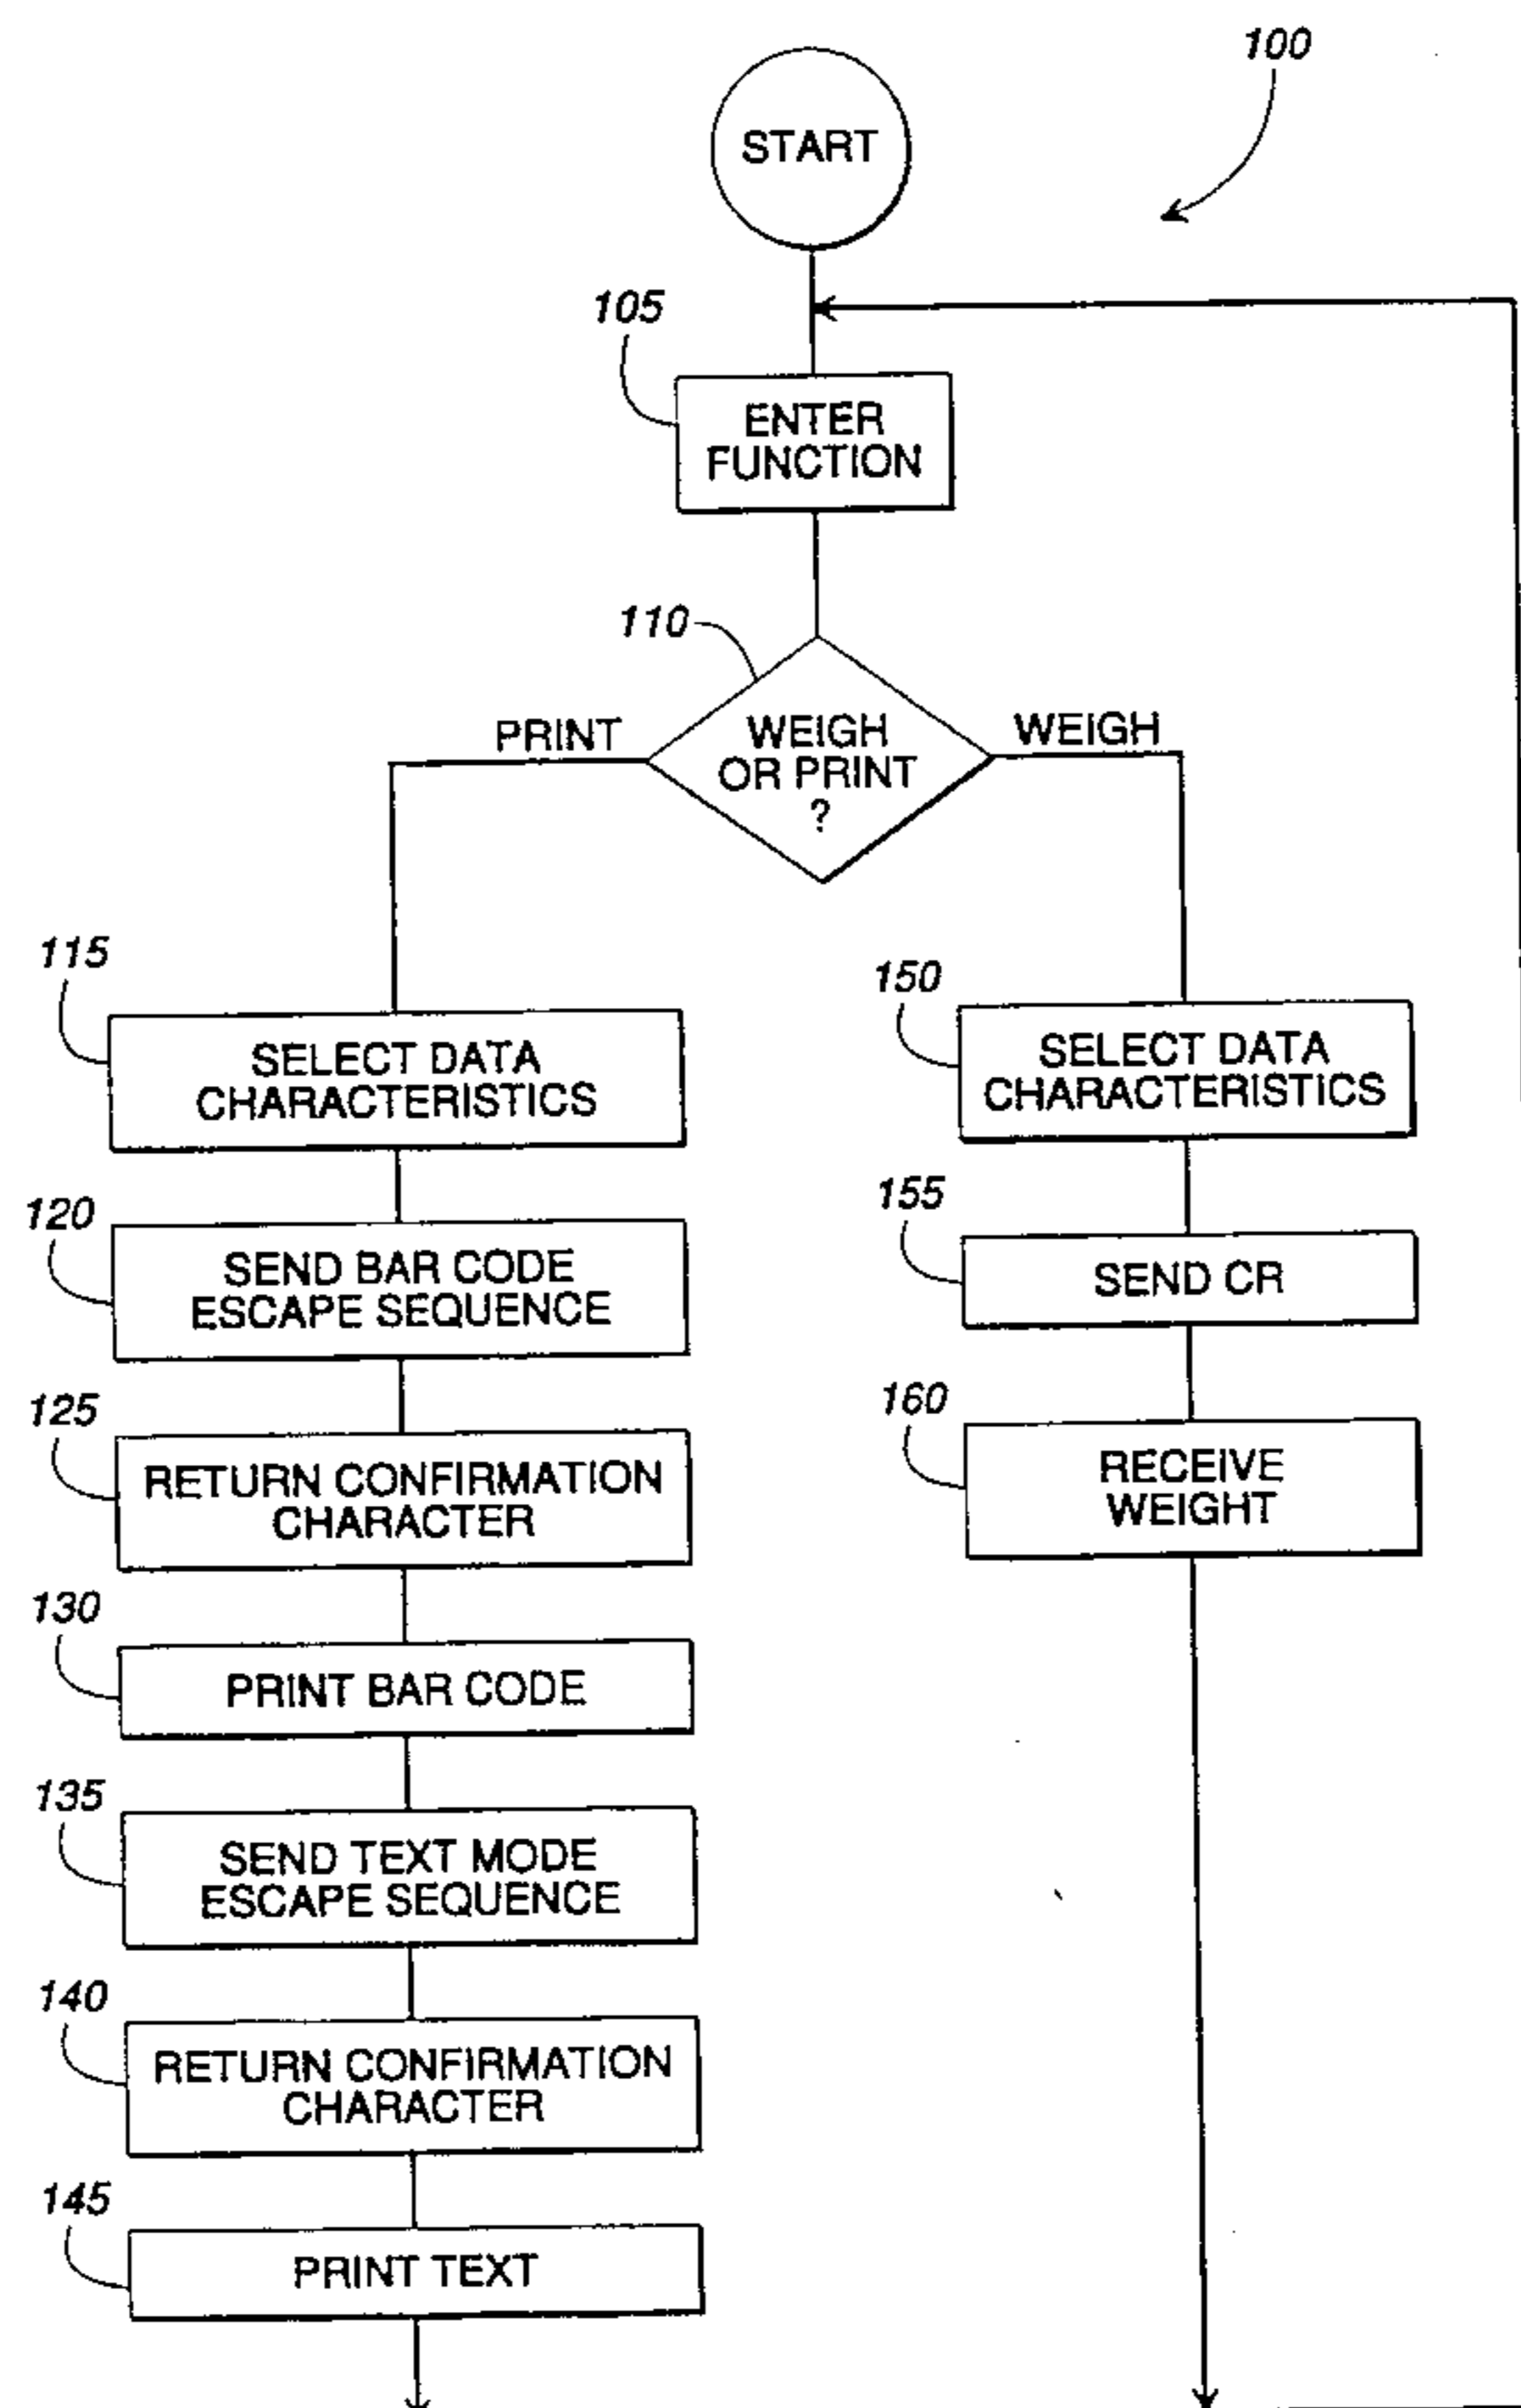 100
START
105
ENTER
FUNCTION
110
PRINT
WEIGH
OR PRINT
?
WEIGH
115
SELECT DATA
CHARACTERISTICS
120
SEND BAR CODE
ESCAPE SEQUENCE
125
RETURN CONFIRMATION
CHARACTER
130
PRINT BAR CODE
135
SEND TEXT MODE
ESCAPE SEQUENCE
140
RETURN CONFIRMATION
CHARACTER
145
PRINT TEXT
150
SELECT DATA
CHARACTERISTICS
155
SEND CR
160
RECEIVE
WEIGHT